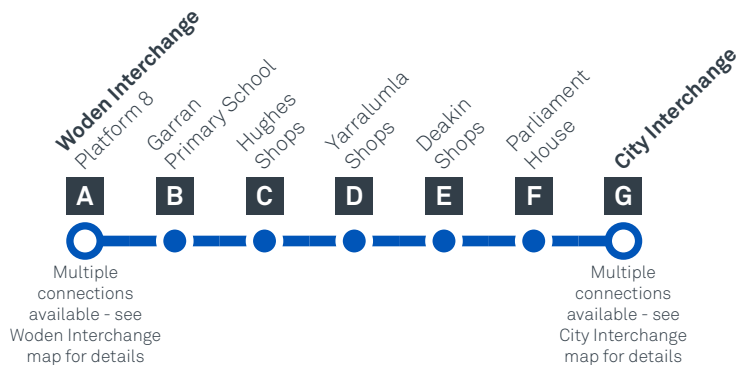 Woden Interchange
Platform 8
Garran
Primary School
Hughes
Shops
Yarralumla
Shops
Deakin
Shops
Parliament
House
City Interchange
A
B
C
D
E
F
G
Multiple
connections
available - see
Woden Interchange
map for details
Multiple
connections
available - see
City Interchange
map for details